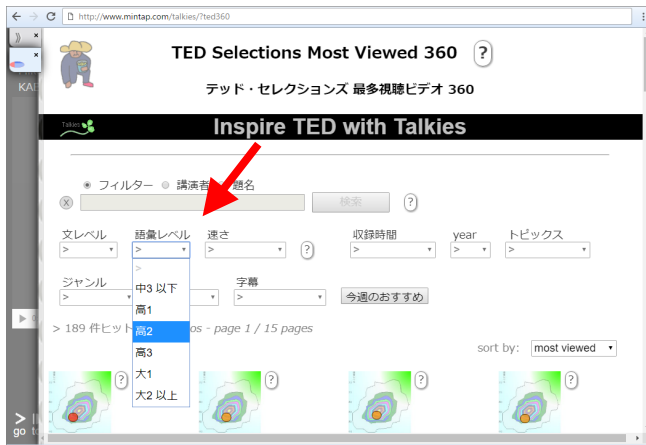 http://www.mintap.com/talkies/?ted360
TED Selections Most Viewed 360 ?
テッド・セレクションズ 最多視聴ビデオ 360
Talkies
Inspire TED with Talkies
フィルター 講演者 題名
X 検索 ?
文レベル 語彙レベル 速さ 収録時間 year トピックス
> > > ? > > >
>
中3 以下
高1
高2
高3
大1
大2 以上
ジャンル 字幕
> > 今週のおすすめ
> 189 件ヒット os - page 1 / 15 pages
sort by: most viewed
? ? ? ?
KAE
go to